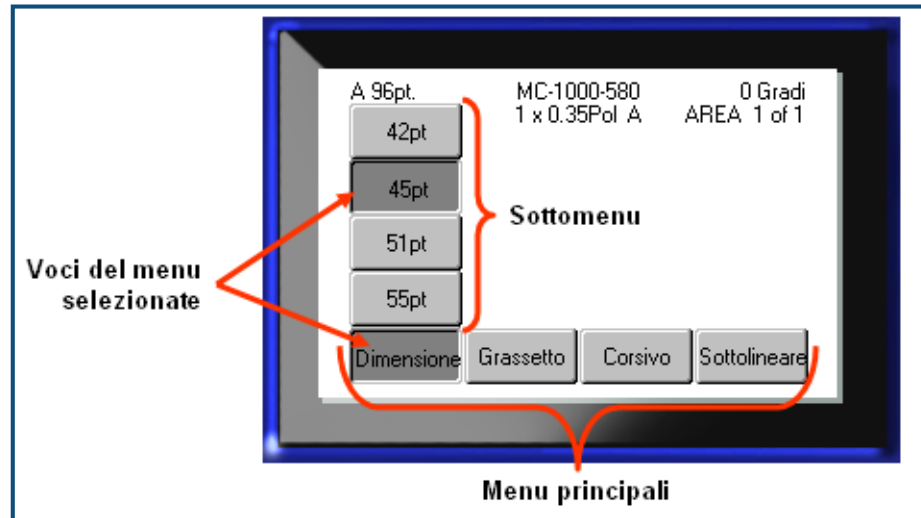 A 96pt. MC-1000-580 0 Gradi
1 x 0.35Pol A AREA 1 of 1
42pt
45pt
51pt
55pt
Sottomenu
Voci del menu
selezionate
Dimensione Grassetto Corsivo Sottolineare
Menu principali